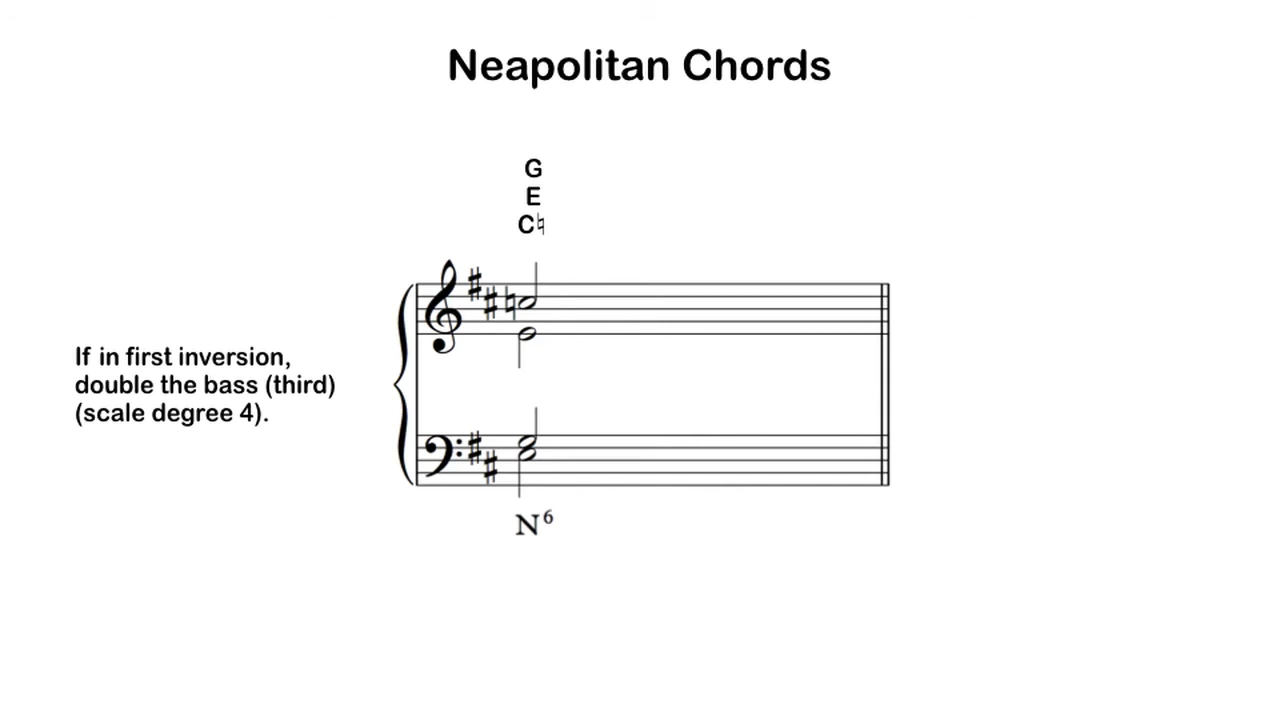 Neapolitan Chords
G
E
C♮
If in first inversion,
double the bass (third)
(scale degree 4).
N⁶